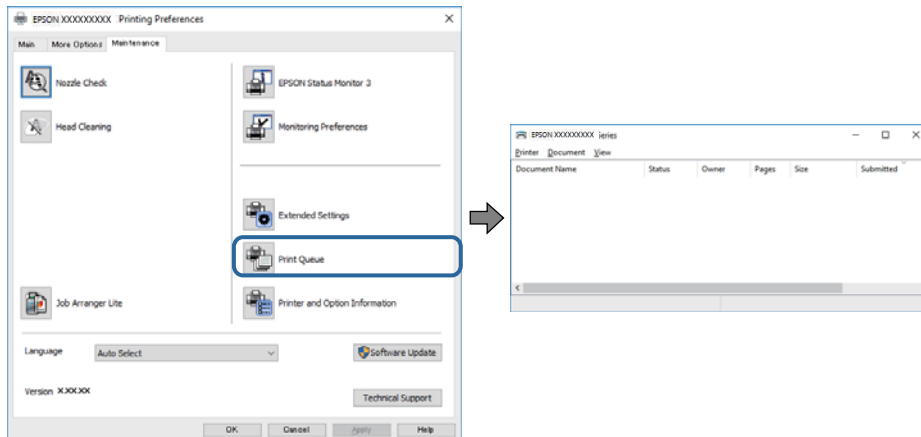 EPSON XXXXXXXXX Printing Preferences
Main More Options Maintenance
Nozzle Check
EPSON Status Monitor 3
Head Cleaning
Monitoring Preferences
Extended Settings
Print Queue
Job Arranger Lite
Printer and Option Information
Language Auto Select
Software Update
Version X.XX.XX
Technical Support
OK Cancel Apply Help
EPSON XXXXXXXXX Series
Printer Document View
Document Name Status Owner Pages Size Submitted